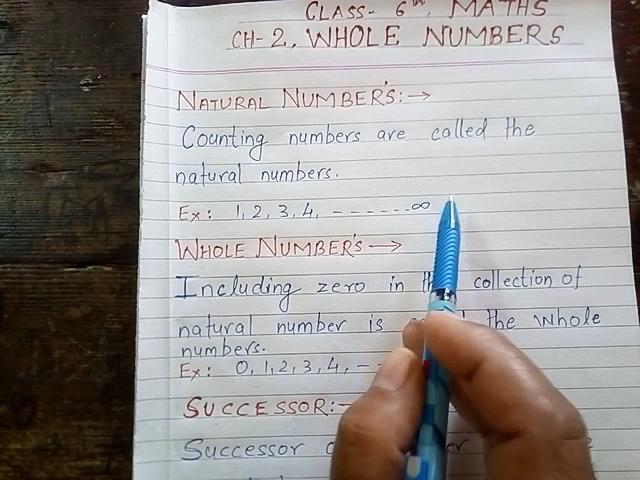 CLASS- 6th, MATHS
CH-2, WHOLE NUMBERS
NATURAL NUMBER'S:→
Counting numbers are called the
natural numbers.
Ex: 1, 2, 3, 4, -------∞
WHOLE NUMBER'S→
Including zero in the collection of
natural number is the whole
numbers.
Ex: 0, 1, 2, 3, 4, --
SUCCESSOR:-
Successor